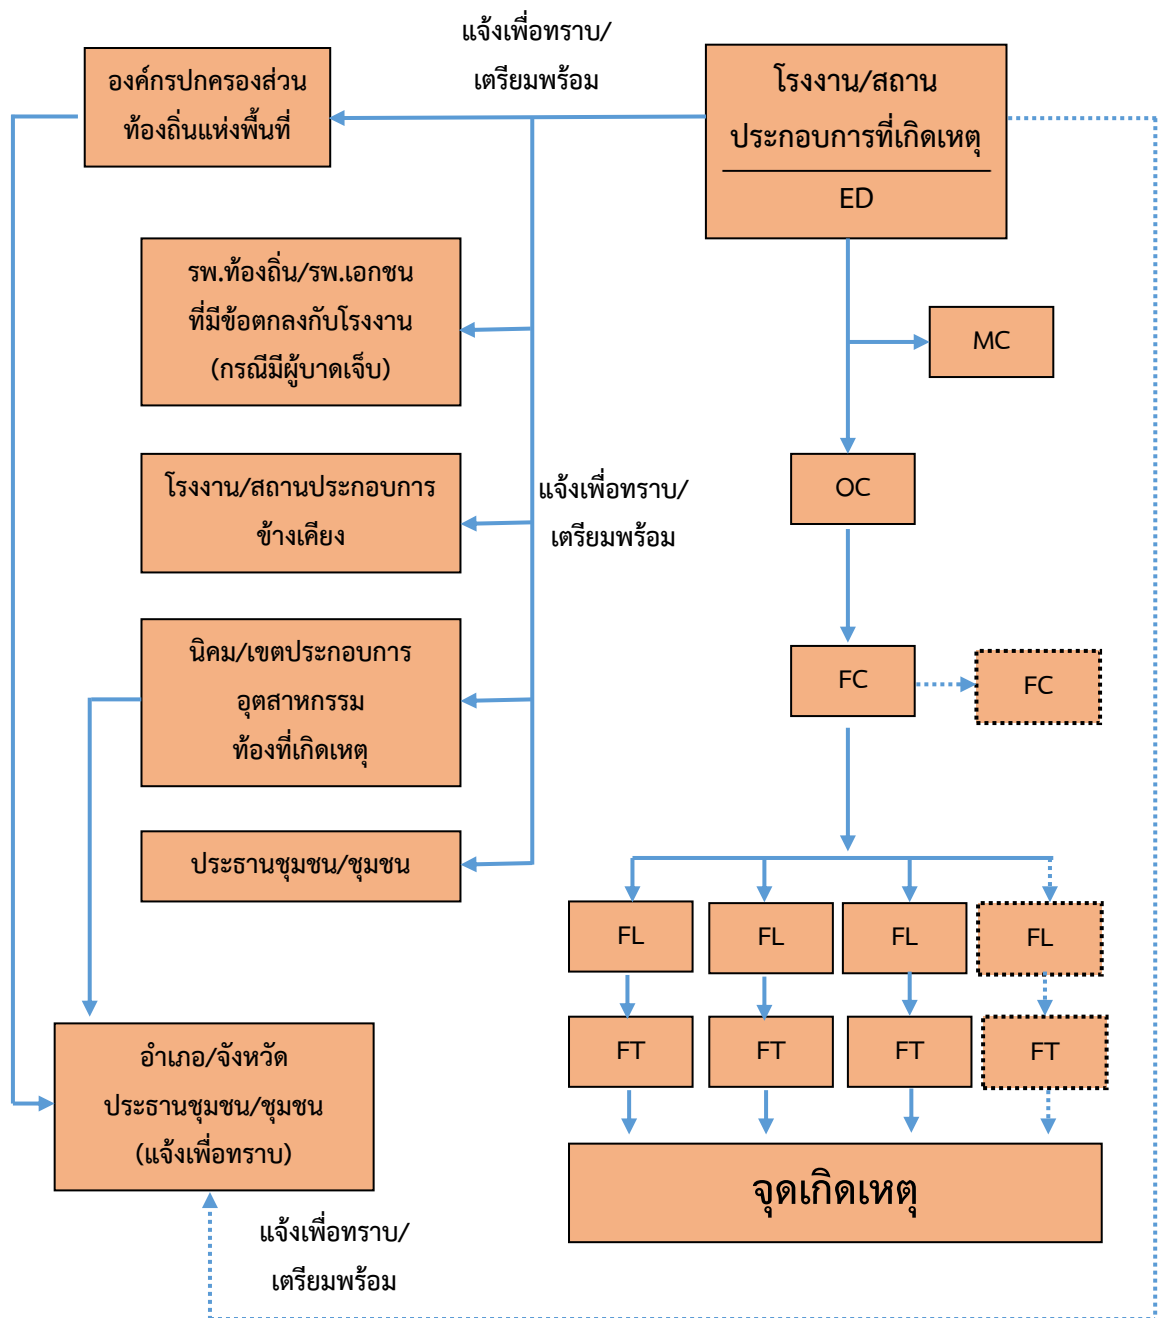 แจ้งเพื่อทราบ/
เตรียมพร้อม
องค์กรปกครองส่วน
ท้องถิ่นแห่งพื้นที่
โรงงาน/สถาน
ประกอบการที่เกิดเหตุ
ED
รพ.ท้องถิ่น/รพ.เอกชน
ที่มีข้อตกลงกับโรงงาน
(กรณีมีผู้บาดเจ็บ)
MC
โรงงาน/สถานประกอบการ
ข้างเคียง
แจ้งเพื่อทราบ/
เตรียมพร้อม
OC
นิคม/เขตประกอบการ
อุตสาหกรรม
ท้องที่เกิดเหตุ
FC
FC
ประธานชุมชน/ชุมชน
FL
FL
FL
FL
FT
FT
FT
FT
อำเภอ/จังหวัด
ประธานชุมชน/ชุมชน
(แจ้งเพื่อทราบ)
จุดเกิดเหตุ
แจ้งเพื่อทราบ/
เตรียมพร้อม